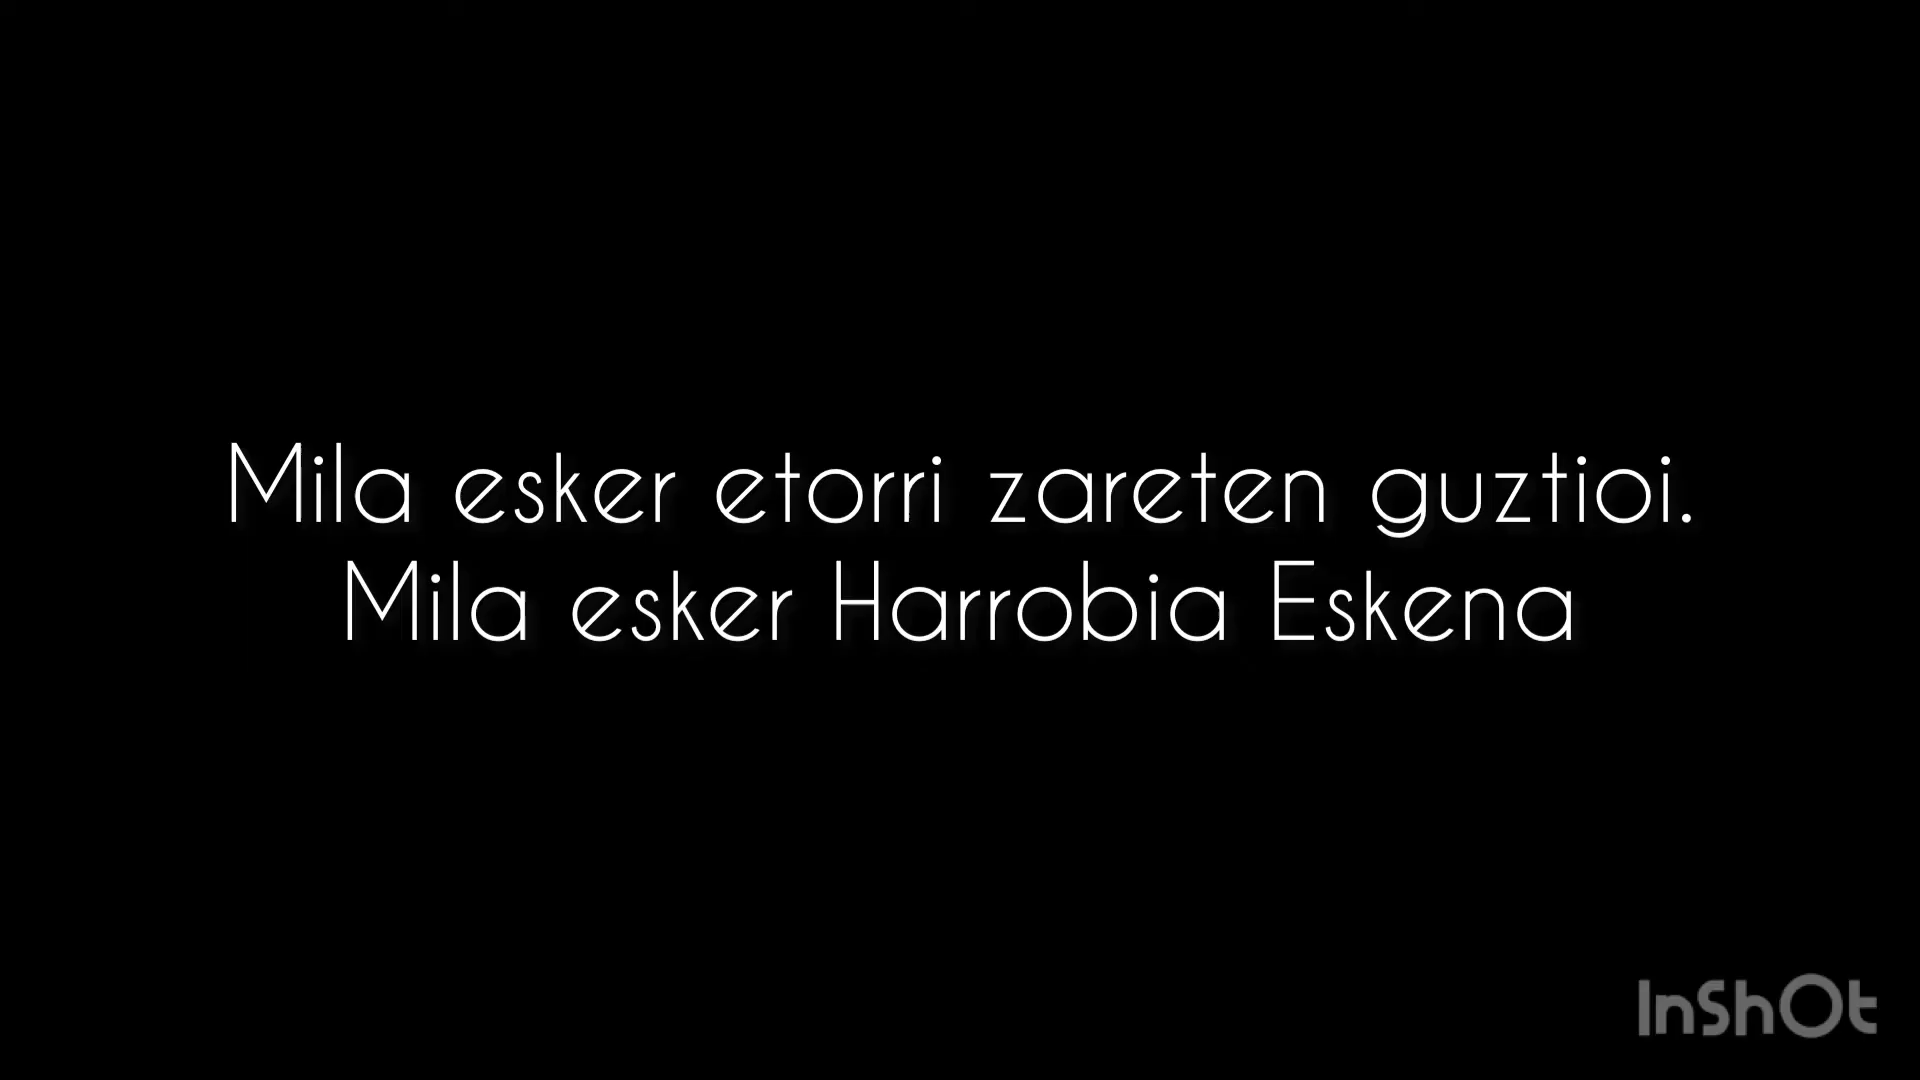 Mila esker etorri zareten guztioi.
Mila esker Harrobia Eskena
InShOt